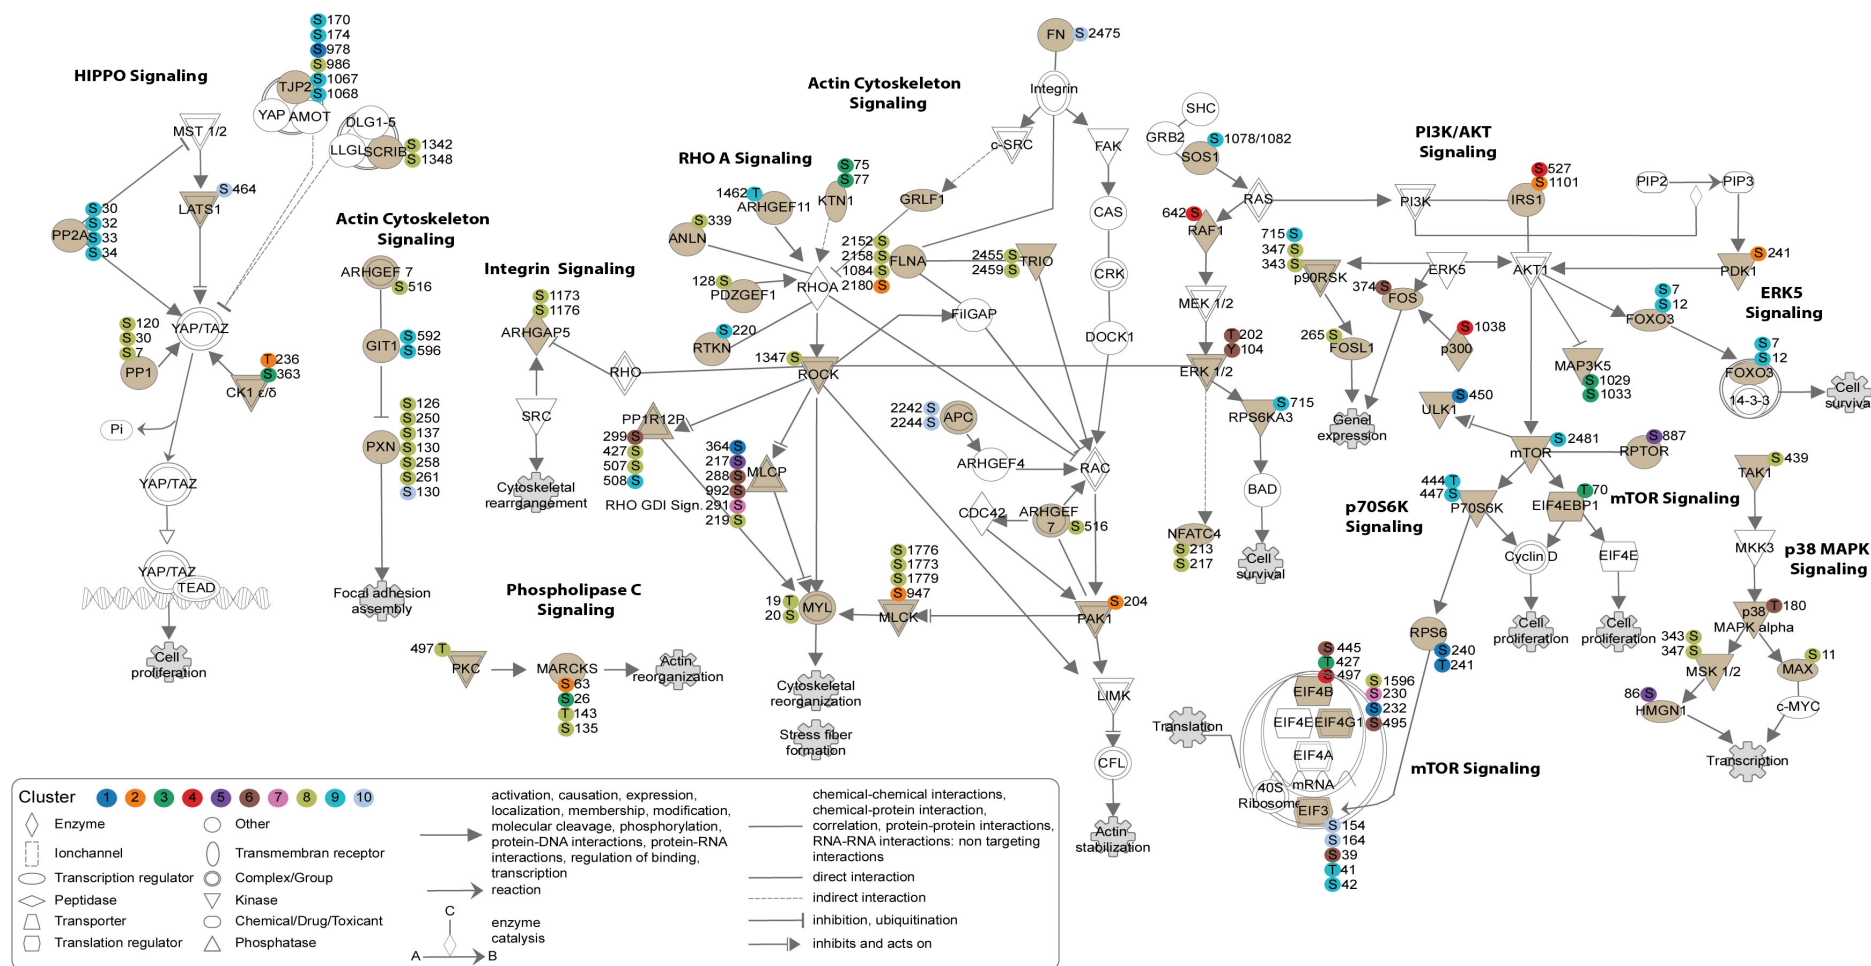 HIPPO Signaling
S 170
S 174
S 978
S 986
S 1067
S 1068
TJP2
YAP AMOT
MST 1/2
DLG1-5
LLGL SCRIB
S 1342
S 1348
S 464
LATS1
PP2A
S 30
S 32
S 33
S 34
YAP/TAZ
S 120
S 30
S 7
PP1
T 236
S 363
CK1 ε/δ
Pi
YAP/TAZ
YAP/TAZ
TEAD
Cell
proliferation
Actin Cytoskeleton
Signaling
ARHGEF 7
S 516
GIT1
S 592
S 596
PXN
S 126
S 250
S 137
S 130
S 258
S 261
S 130
Focal adhesion
assembly
Integrin Signaling
S 1173
S 1176
ARHGAP5
RHO
SRC
Cytoskeletal
rearrangement
Phospholipase C
Signaling
497 T
PKC
MARCKS
S 63
S 26
T 143
S 135
Actin
reorganization
RHO A Signaling
S 75
S 77
KTN1
1462 T
ARHGEF11
S 339
ANLN
128 S
PDZGEF1
S 220
RTKN
RHOA
1347 S
ROCK
PP1R12P
299 S
427 S
507 S
508 S
RHO GDI Sign.
364 S
217 S
288 S
992 S
291 S
219 S
MLCP
19 T
20 S
MYL
Cytoskeletal
reorganization
Stress fiber
formation
S 1776
S 1773
S 1779
S 947
MLCK
Actin Cytoskeleton
Signaling
FN
S 2475
Integrin
c-SRC
FAK
GRLF1
CAS
2152 S
2158 S
1084 S
2180 S
FLNA
2455 S
2459 S
TRIO
CRK
FilGAP
DOCK1
2242 S
2244 S
APC
ARHGEF4
RAC
CDC42
ARHGEF
7
S 516
S 204
PAK1
LIMK
CFL
Actin
stabilization
SHC
GRB2
S 1078/1082
SOS1
RAS
642 S
RAF1
MEK 1/2
T 202
Y 104
ERK 1/2
S 715
RPS6KA3
BAD
Cell
survival
NFATC4
S 213
S 217
PI3K/AKT
Signaling
PI3K
S 527
S 1101
IRS1
PIP2
PIP3
S 241
PDK1
715 S
347 S
343 S
p90RSK
ERK5
AKT1
374 S
FOS
265 S
FOSL1
S 1038
p300
Genel
expression
ERK5
Signaling
S 7
S 12
FOXO3
S 7
S 12
FOXO3
14-3-3
Cell
survival
MAP3K5
S 1029
S 1033
S 450
ULK1
S 2481
mTOR
S 887
RPTOR
mTOR Signaling
p70S6K
Signaling
444 T
447 S
P70S6K
T 70
EIF4EBP1
Cyclin D
EIF4E
Cell
proliferation
Cell
proliferation
RPS6
S 240
T 241
p38 MAPK
Signaling
S 439
TAK1
MKK3
p38
MAPK alpha
T 180
343 S
347 S
MSK 1/2
S 11
MAX
86 S
HMGN1
c-MYC
Transcription
mTOR Signaling
Translation
S 445
T 427
S 497
EIF4B
S 1596
S 230
S 232
S 495
EIF4E EIF4G1
EIF4A
mRNA
40S
Ribosome
EIF3
S 154
S 164
S 39
T 41
S 42
Cluster 1 2 3 4 5 6 7 8 9 10
Enzyme
Ionchannel
Transcription regulator
Peptidase
Transporter
Translation regulator
Other
Transmembran receptor
Complex/Group
Kinase
Chemical/Drug/Toxicant
Phosphatase
activation, causation, expression,
localization, membership, modification,
molecular cleavage, phosphorylation,
protein-DNA interactions, protein-RNA
interactions, regulation of binding,
transcription
reaction
C
A
B
enzyme
catalysis
chemical-chemical interactions,
chemical-protein interaction,
correlation, protein-protein interactions,
RNA-RNA interactions: non targeting
interactions
direct interaction
indirect interaction
inhibition, ubiquitination
inhibits and acts on